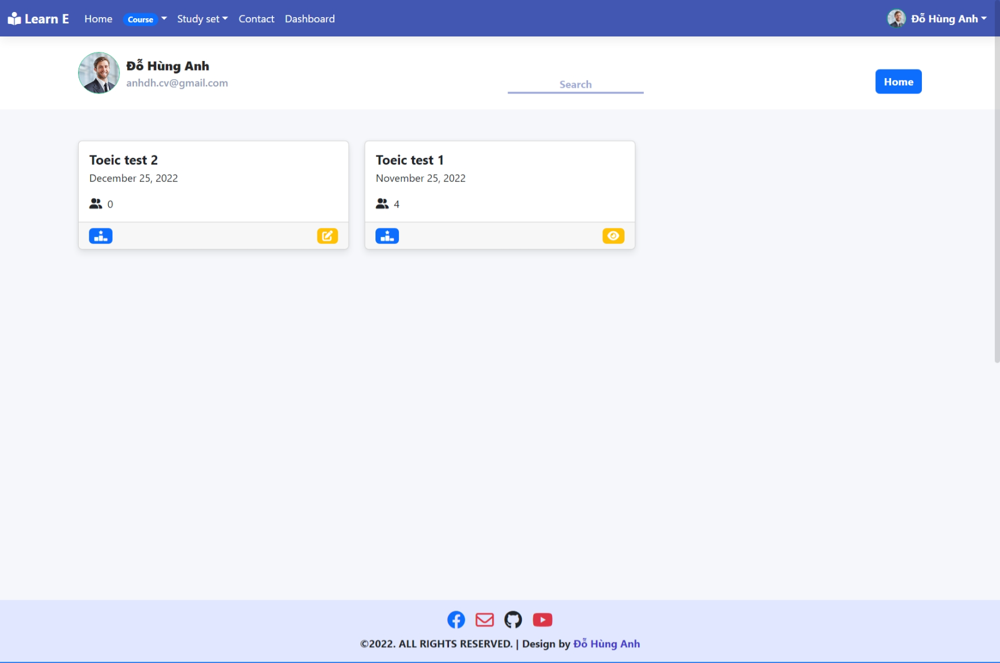 Learn E Home Course Study set Contact Dashboard Đỗ Hùng Anh
Đỗ Hùng Anh
anhdh.cv@gmail.com
Search
Home
Toeic test 2
December 25, 2022
0
Toeic test 1
November 25, 2022
4
©2022. ALL RIGHTS RESERVED. | Design by Đỗ Hùng Anh